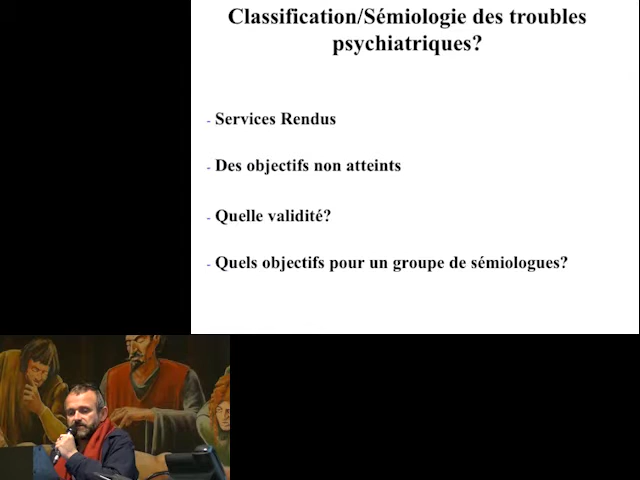 Classification/Sémiologie des troubles
psychiatriques?
- Services Rendus
- Des objectifs non atteints
- Quelle validité?
- Quels objectifs pour un groupe de sémiologues?